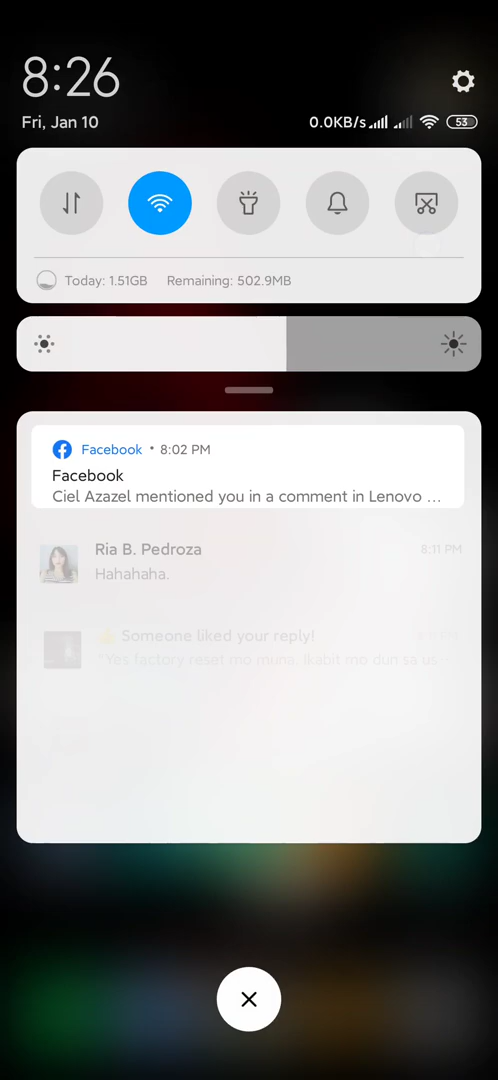 8:26
Fri, Jan 10
0.0KB/s
53
Today: 1.51GB Remaining: 502.9MB
Facebook • 8:02 PM
Facebook
Ciel Azazel mentioned you in a comment in Lenovo ...
Ria B. Pedroza 8:11 PM
Hahahaha.
Someone liked your reply!
"Yes factory reset mo muna. Ikabit mo dun sa us